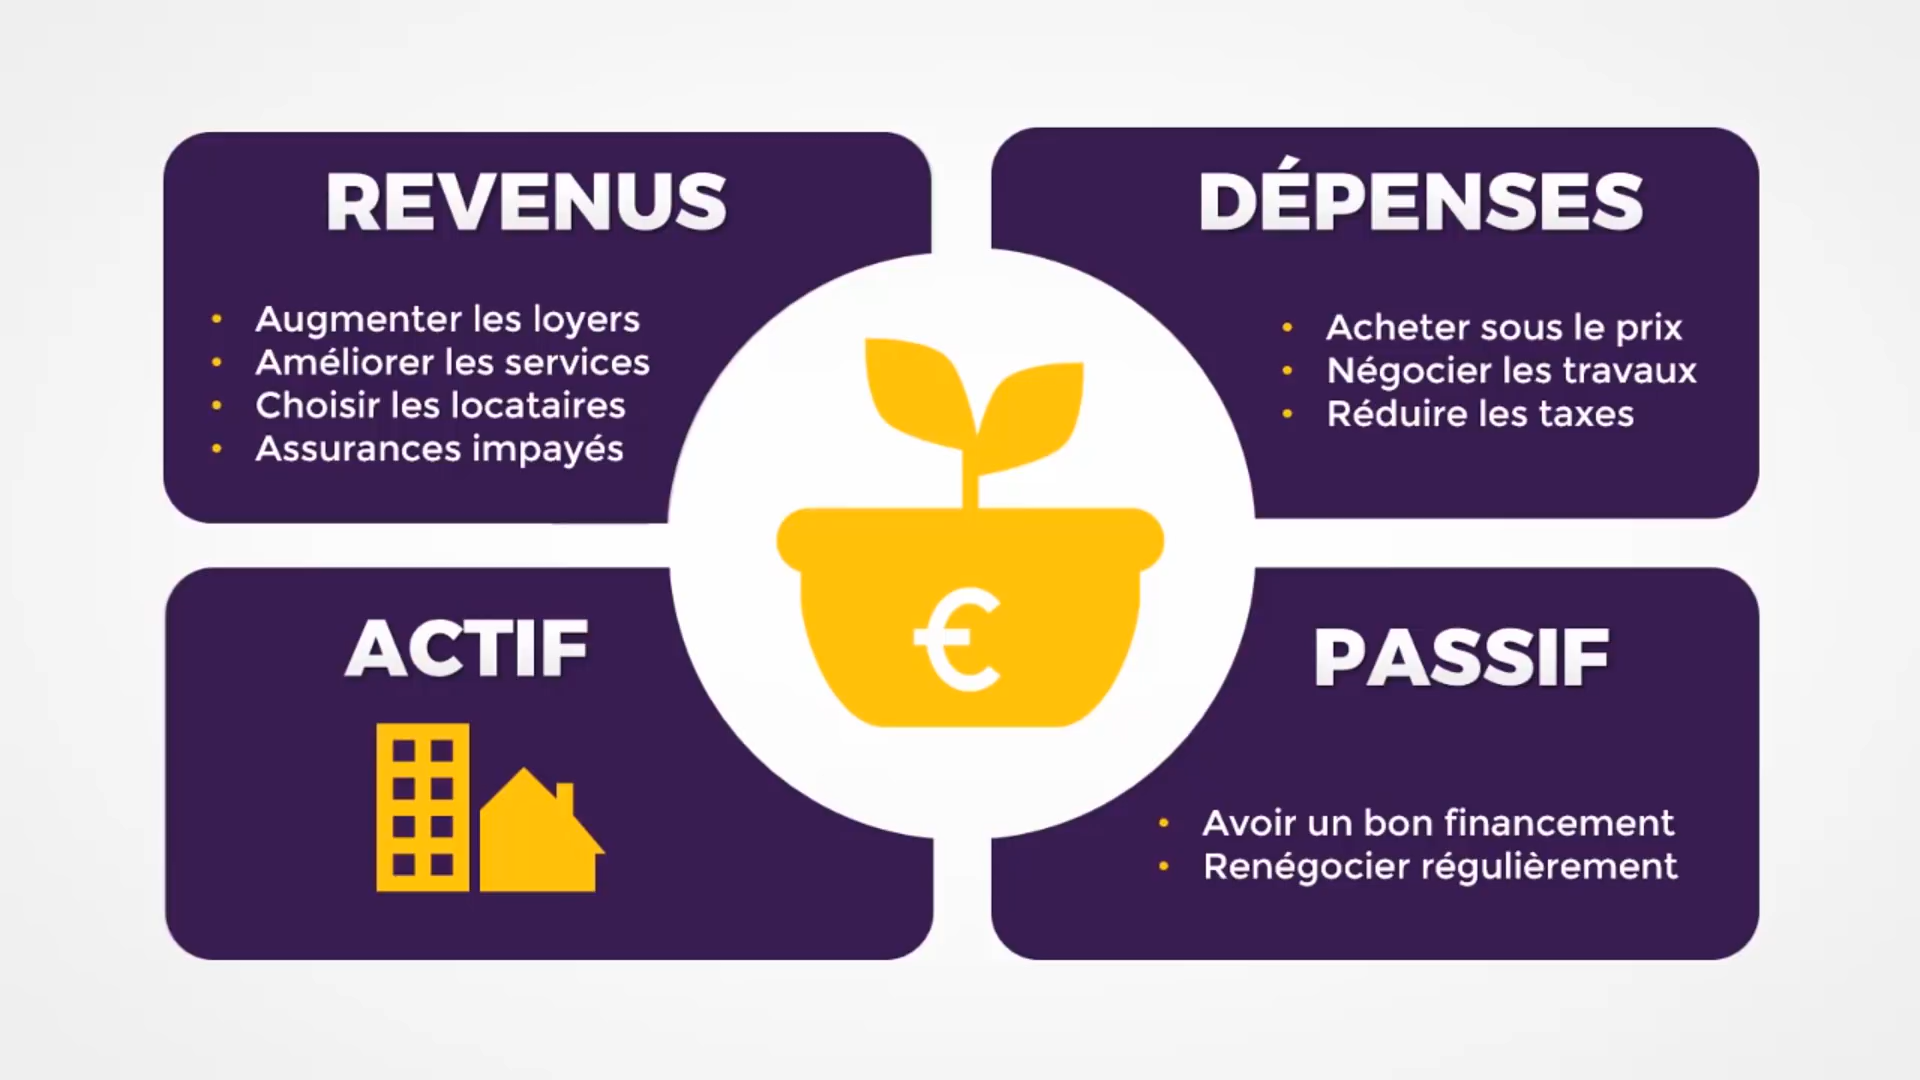 REVENUS
• Augmenter les loyers
• Améliorer les services
• Choisir les locataires
• Assurances impayés
DÉPENSES
• Acheter sous le prix
• Négocier les travaux
• Réduire les taxes
€
ACTIF
PASSIF
• Avoir un bon financement
• Renégocier régulièrement